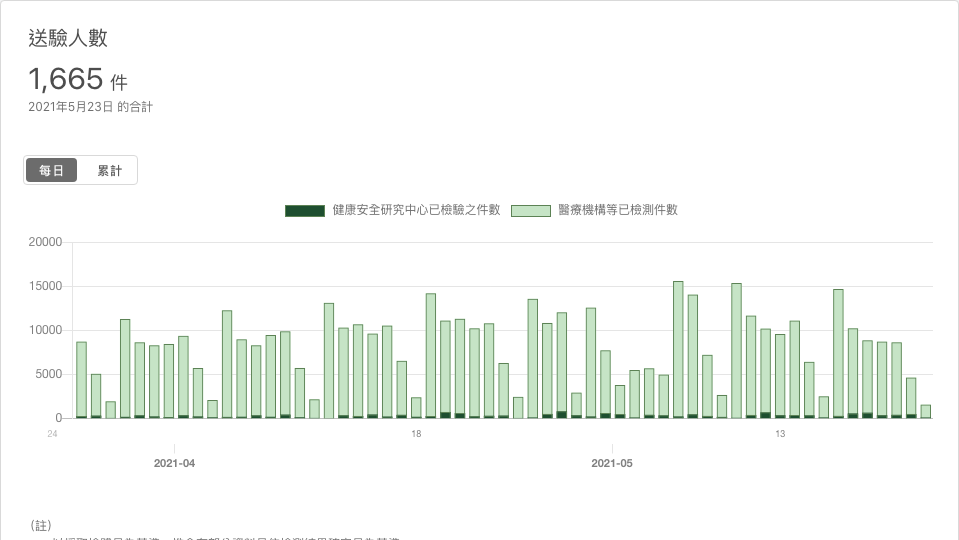 送驗人數
1,665 件
2021年5月23日 的合計
每日 累計
健康安全研究中心已檢驗之件數 醫療機構等已檢測件數
20000
15000
10000
5000
0
24 18 13
2021-04 2021-05
(註)